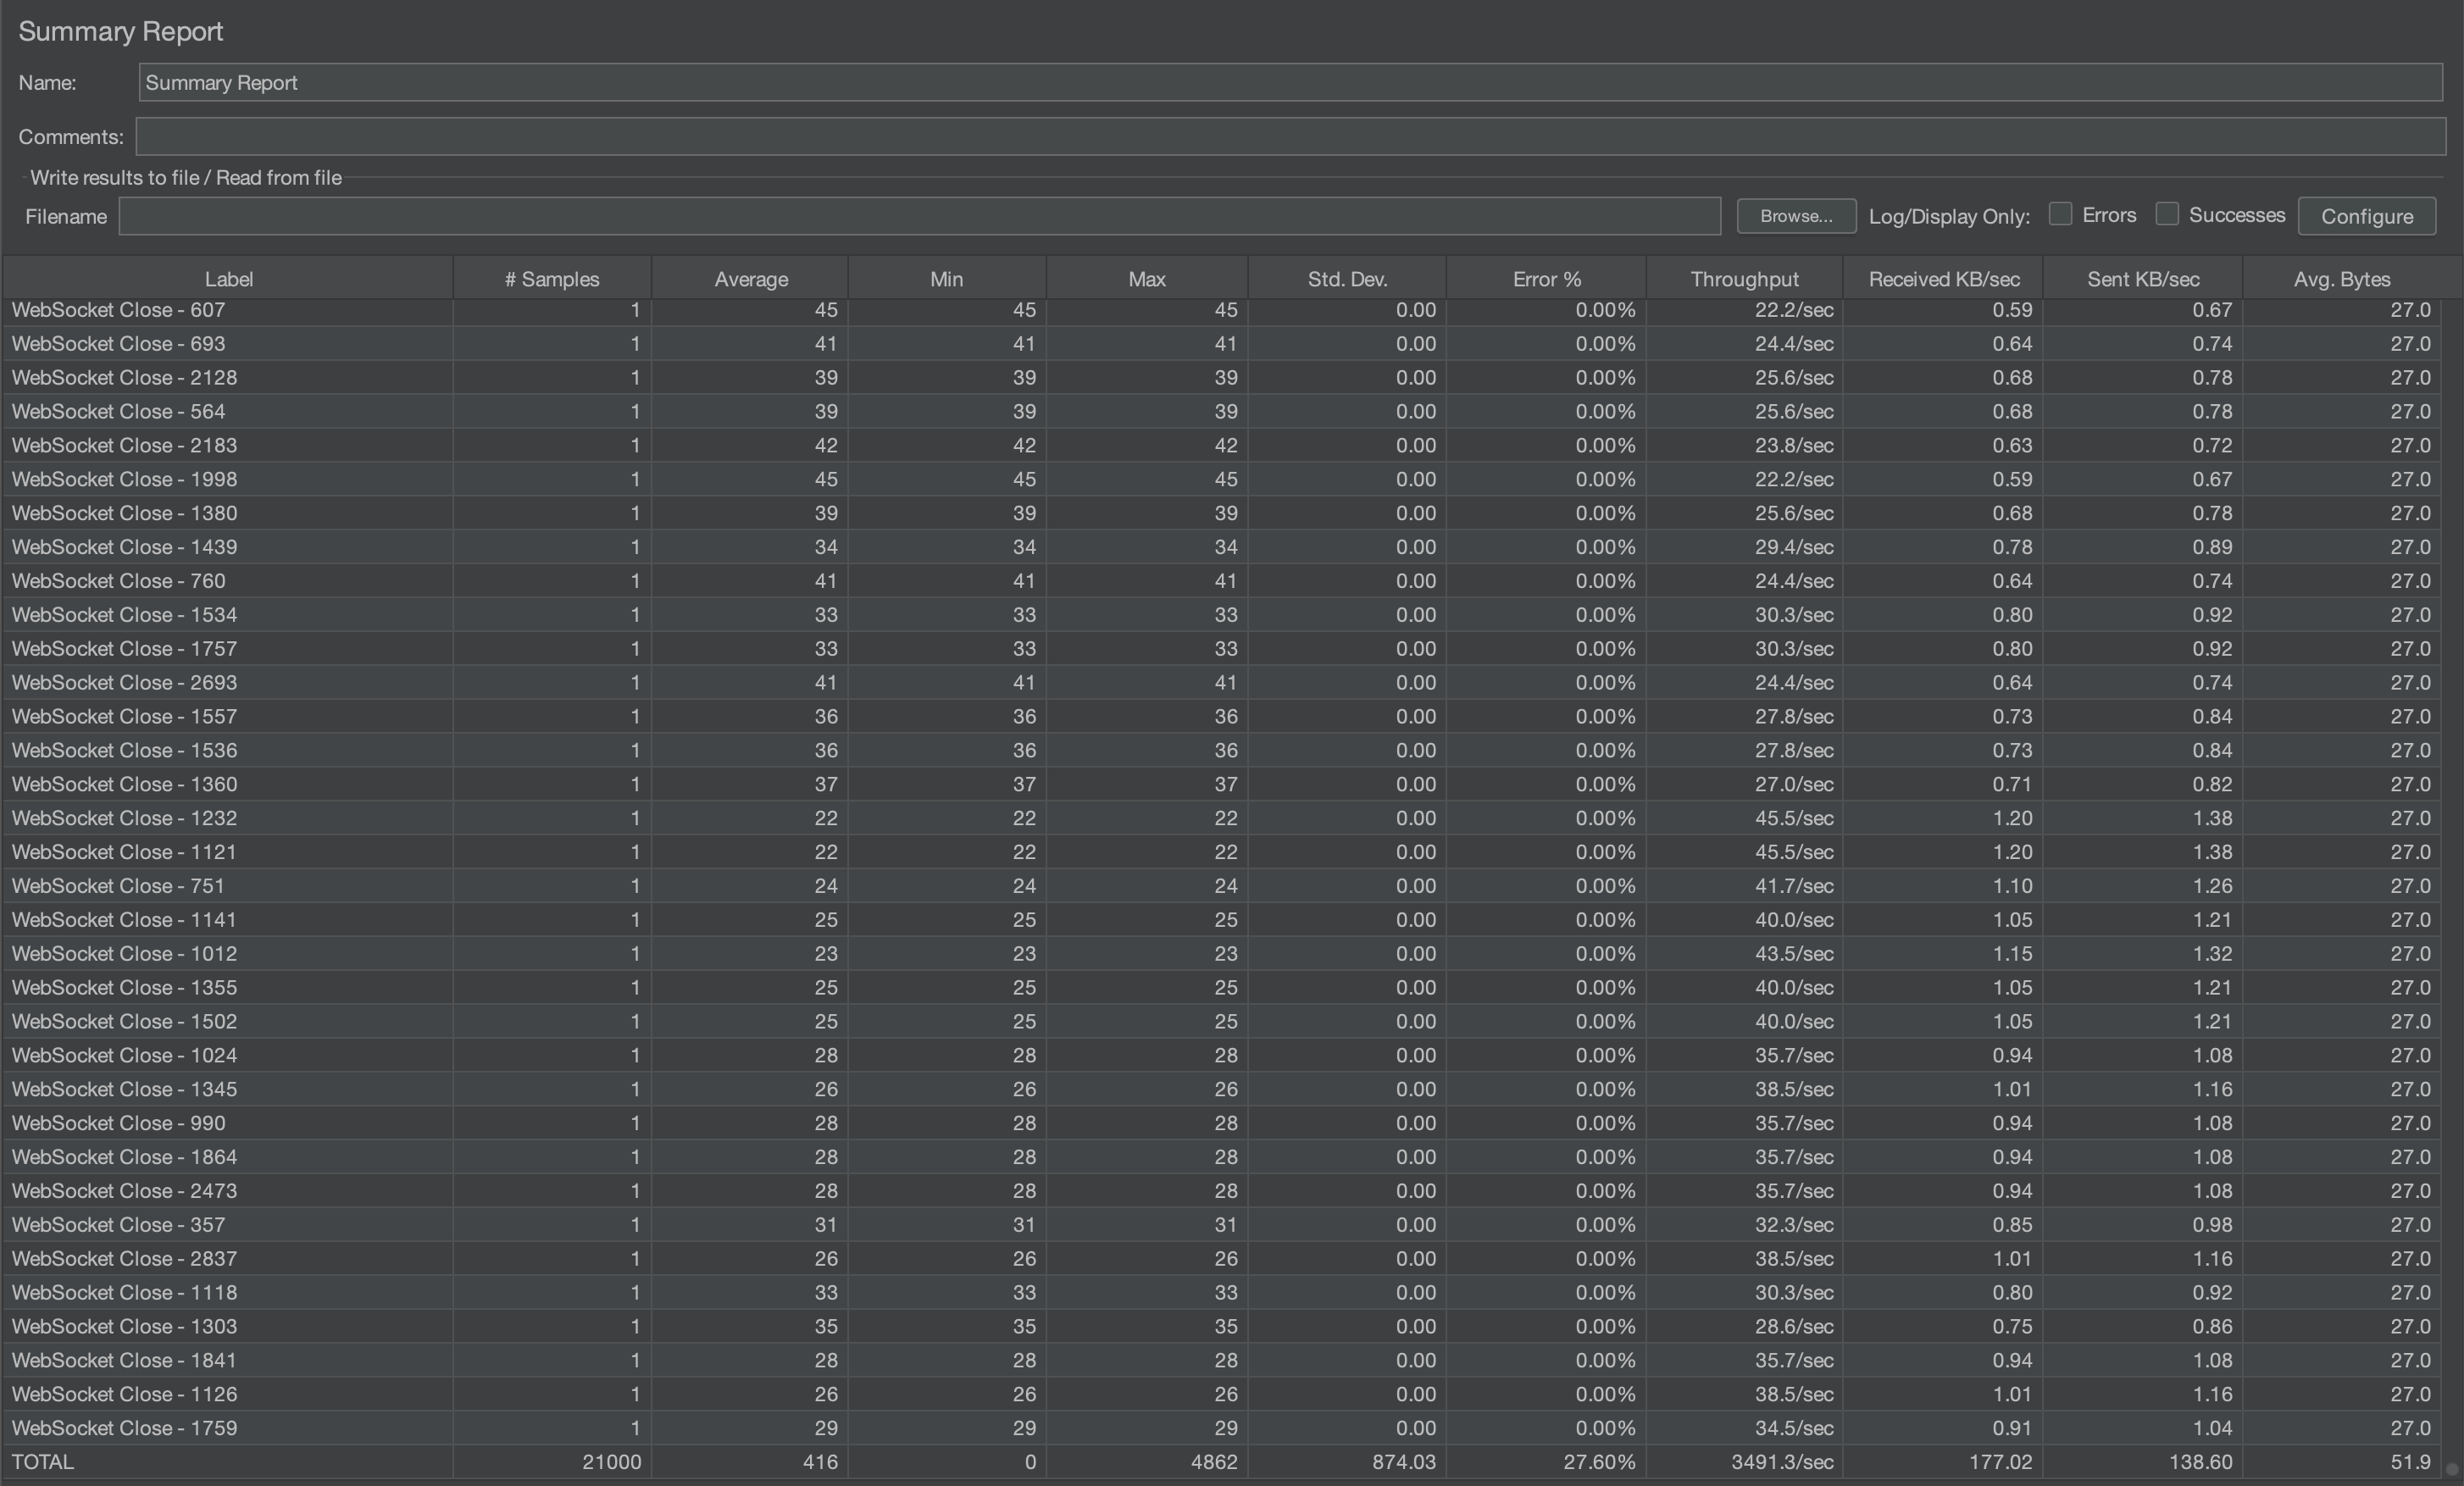 Summary Report
Name: Summary Report
Comments:
Write results to file / Read from file
Filename Browse... Log/Display Only: Errors Successes Configure
Label # Samples Average Min Max Std. Dev. Error % Throughput Received KB/sec Sent KB/sec Avg. Bytes
WebSocket Close - 607 1 45 45 45 0.00 0.00% 22.2/sec 0.59 0.67 27.0
WebSocket Close - 693 1 41 41 41 0.00 0.00% 24.4/sec 0.64 0.74 27.0
WebSocket Close - 2128 1 39 39 39 0.00 0.00% 25.6/sec 0.68 0.78 27.0
WebSocket Close - 564 1 39 39 39 0.00 0.00% 25.6/sec 0.68 0.78 27.0
WebSocket Close - 2183 1 42 42 42 0.00 0.00% 23.8/sec 0.63 0.72 27.0
WebSocket Close - 1998 1 45 45 45 0.00 0.00% 22.2/sec 0.59 0.67 27.0
WebSocket Close - 1380 1 39 39 39 0.00 0.00% 25.6/sec 0.68 0.78 27.0
WebSocket Close - 1439 1 34 34 34 0.00 0.00% 29.4/sec 0.78 0.89 27.0
WebSocket Close - 760 1 41 41 41 0.00 0.00% 24.4/sec 0.64 0.74 27.0
WebSocket Close - 1534 1 33 33 33 0.00 0.00% 30.3/sec 0.80 0.92 27.0
WebSocket Close - 1757 1 33 33 33 0.00 0.00% 30.3/sec 0.80 0.92 27.0
WebSocket Close - 2693 1 41 41 41 0.00 0.00% 24.4/sec 0.64 0.74 27.0
WebSocket Close - 1557 1 36 36 36 0.00 0.00% 27.8/sec 0.73 0.84 27.0
WebSocket Close - 1536 1 36 36 36 0.00 0.00% 27.8/sec 0.73 0.84 27.0
WebSocket Close - 1360 1 37 37 37 0.00 0.00% 27.0/sec 0.71 0.82 27.0
WebSocket Close - 1232 1 22 22 22 0.00 0.00% 45.5/sec 1.20 1.38 27.0
WebSocket Close - 1121 1 22 22 22 0.00 0.00% 45.5/sec 1.20 1.38 27.0
WebSocket Close - 751 1 24 24 24 0.00 0.00% 41.7/sec 1.10 1.26 27.0
WebSocket Close - 1141 1 25 25 25 0.00 0.00% 40.0/sec 1.05 1.21 27.0
WebSocket Close - 1012 1 23 23 23 0.00 0.00% 43.5/sec 1.15 1.32 27.0
WebSocket Close - 1355 1 25 25 25 0.00 0.00% 40.0/sec 1.05 1.21 27.0
WebSocket Close - 1502 1 25 25 25 0.00 0.00% 40.0/sec 1.05 1.21 27.0
WebSocket Close - 1024 1 28 28 28 0.00 0.00% 35.7/sec 0.94 1.08 27.0
WebSocket Close - 1345 1 26 26 26 0.00 0.00% 38.5/sec 1.01 1.16 27.0
WebSocket Close - 990 1 28 28 28 0.00 0.00% 35.7/sec 0.94 1.08 27.0
WebSocket Close - 1864 1 28 28 28 0.00 0.00% 35.7/sec 0.94 1.08 27.0
WebSocket Close - 2473 1 28 28 28 0.00 0.00% 35.7/sec 0.94 1.08 27.0
WebSocket Close - 357 1 31 31 31 0.00 0.00% 32.3/sec 0.85 0.98 27.0
WebSocket Close - 2837 1 26 26 26 0.00 0.00% 38.5/sec 1.01 1.16 27.0
WebSocket Close - 1118 1 33 33 33 0.00 0.00% 30.3/sec 0.80 0.92 27.0
WebSocket Close - 1303 1 35 35 35 0.00 0.00% 28.6/sec 0.75 0.86 27.0
WebSocket Close - 1841 1 28 28 28 0.00 0.00% 35.7/sec 0.94 1.08 27.0
WebSocket Close - 1126 1 26 26 26 0.00 0.00% 38.5/sec 1.01 1.16 27.0
WebSocket Close - 1759 1 29 29 29 0.00 0.00% 34.5/sec 0.91 1.04 27.0
TOTAL 21000 416 0 4862 874.03 27.60% 3491.3/sec 177.02 138.60 51.9